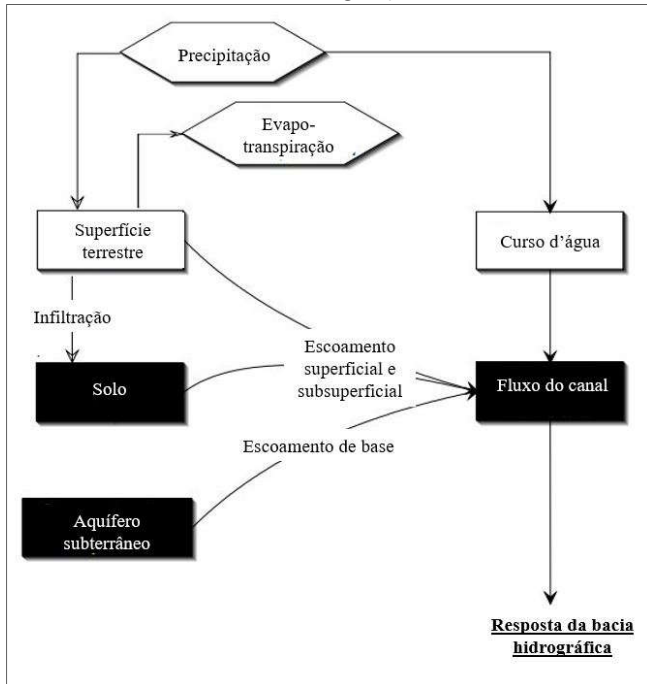 Precipitação
Evapo-
transpiração
Superfície
terrestre
Curso d’água
Infiltração
Escoamento
superficial e
subsuperficial
Solo
Fluxo do canal
Escoamento de base
Aquífero
subterrâneo
Resposta da bacia
hidrográfica